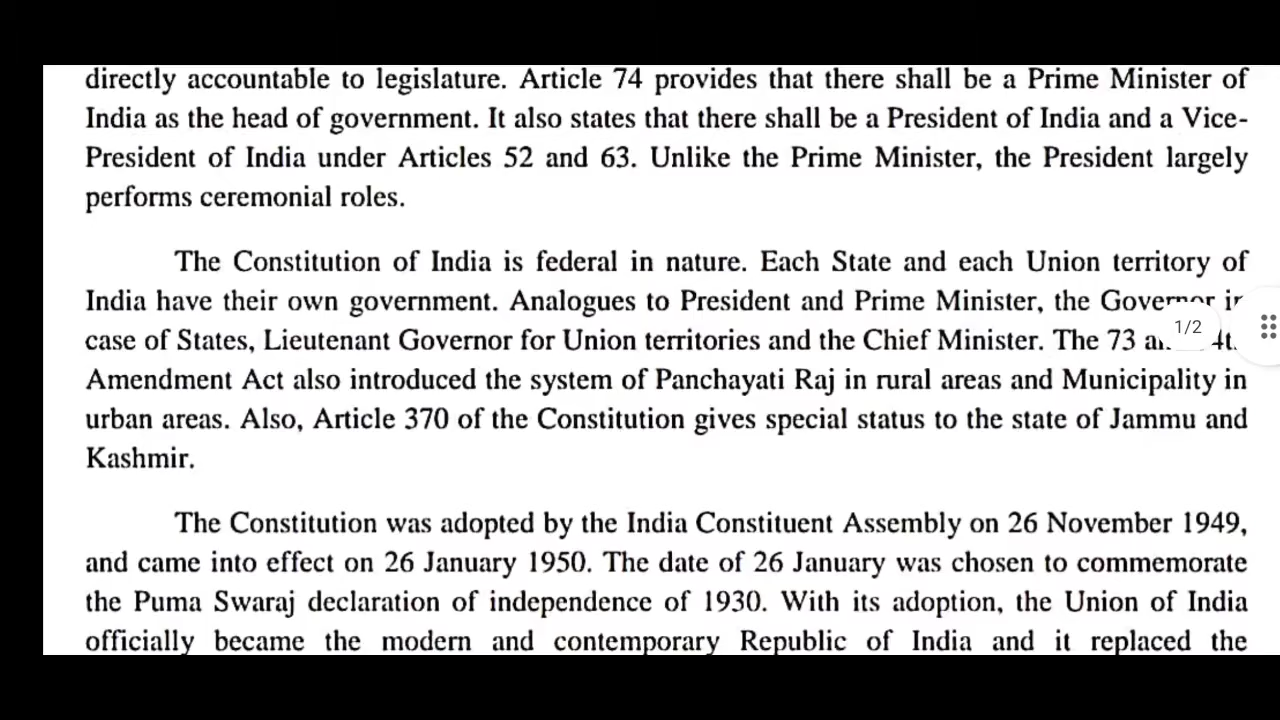 directly accountable to legislature. Article 74 provides that there shall be a Prime Minister of
India as the head of government. It also states that there shall be a President of India and a Vice-
President of India under Articles 52 and 63. Unlike the Prime Minister, the President largely
performs ceremonial roles.
The Constitution of India is federal in nature. Each State and each Union territory of
India have their own government. Analogues to President and Prime Minister, the Governor in
1/2
case of States, Lieutenant Governor for Union territories and the Chief Minister. The 73
Amendment Act also introduced the system of Panchayati Raj in rural areas and Municipality in
urban areas. Also, Article 370 of the Constitution gives special status to the state of Jammu and
Kashmir.
The Constitution was adopted by the India Constituent Assembly on 26 November 1949,
and came into effect on 26 January 1950. The date of 26 January was chosen to commemorate
the Puma Swaraj declaration of independence of 1930. With its adoption, the Union of India
officially became the modern and contemporary Republic of India and it replaced the